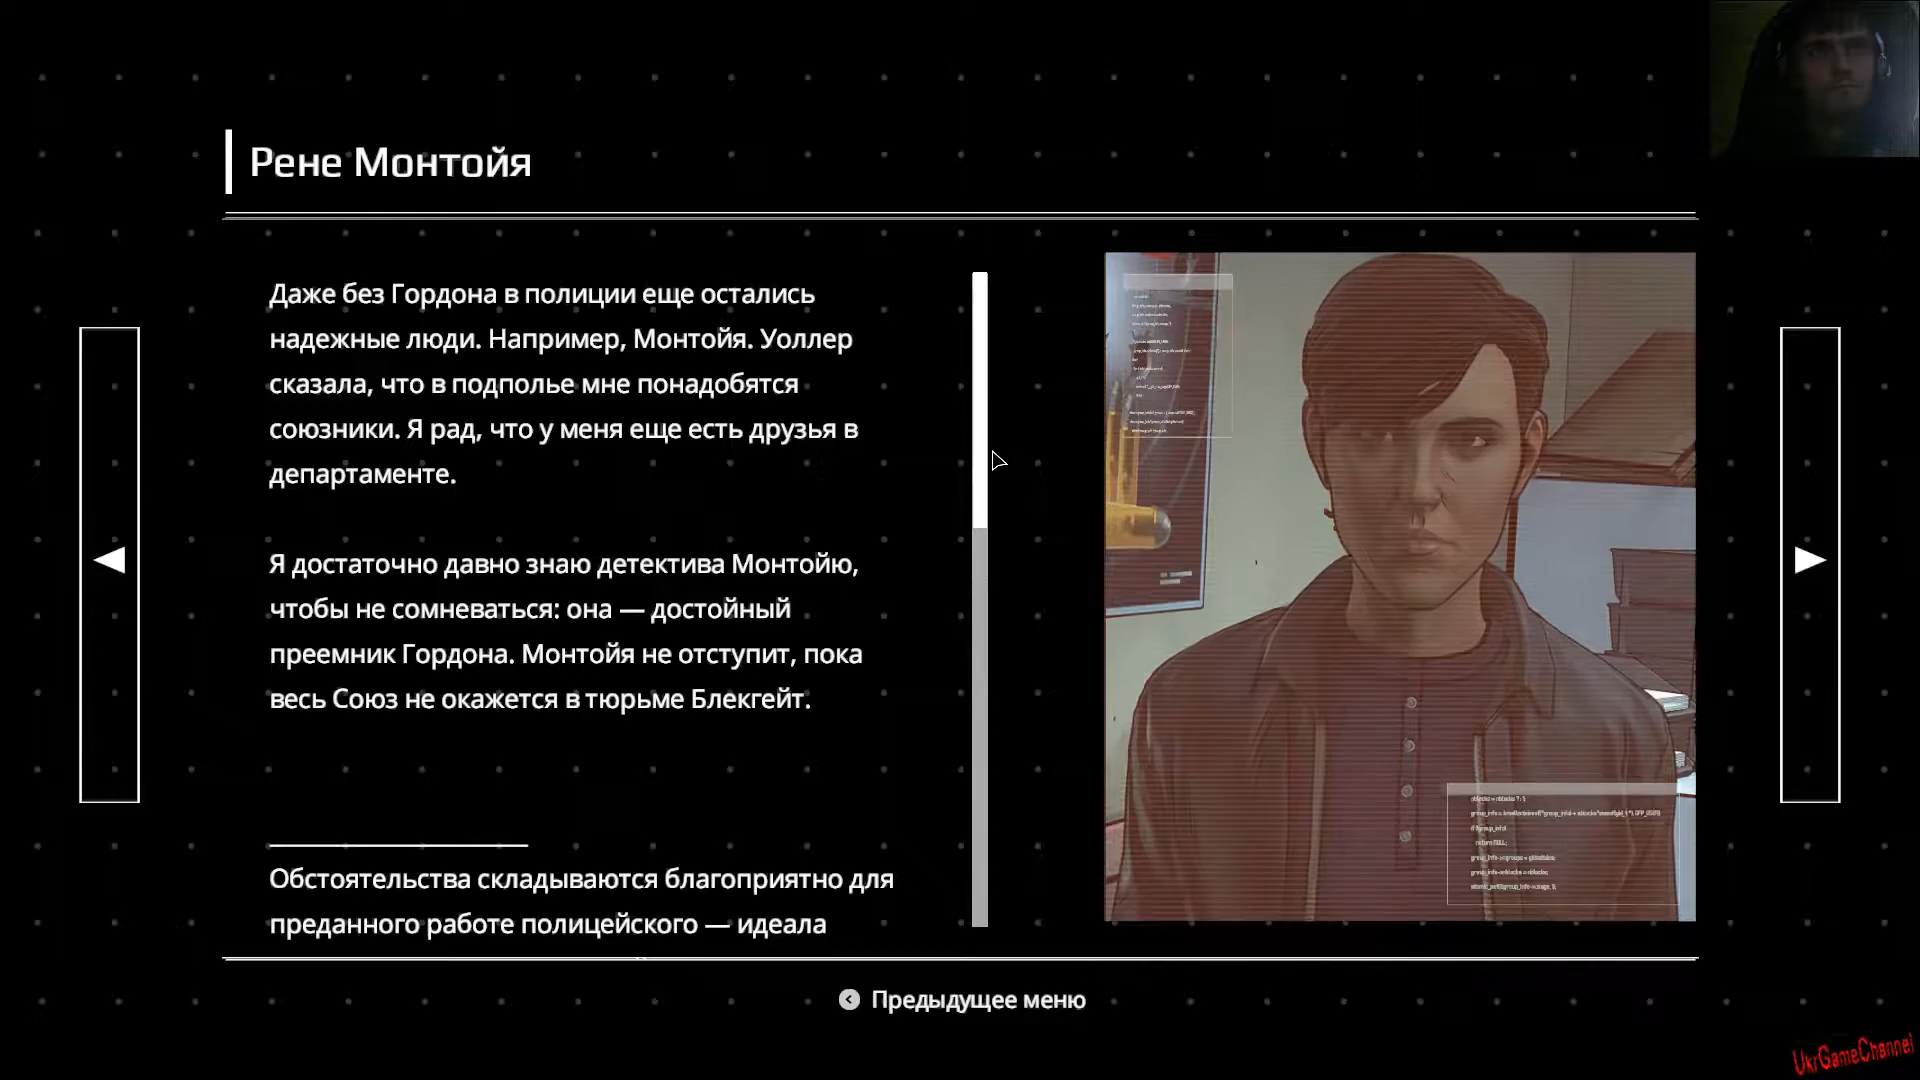 Рене Монтойя
Даже без Гордона в полиции еще остались
надежные люди. Например, Монтойя. Уоллер
сказала, что в подполье мне понадобятся
союзники. Я рад, что у меня еще есть друзья в
департаменте.
Я достаточно давно знаю детектива Монтойю,
чтобы не сомневаться: она — достойный
преемник Гордона. Монтойя не отступит, пока
весь Союз не окажется в тюрьме Блекгейт.
Обстоятельства складываются благоприятно для
преданного работе полицейского — идеала
Предыдущее меню
UkrGameChannel